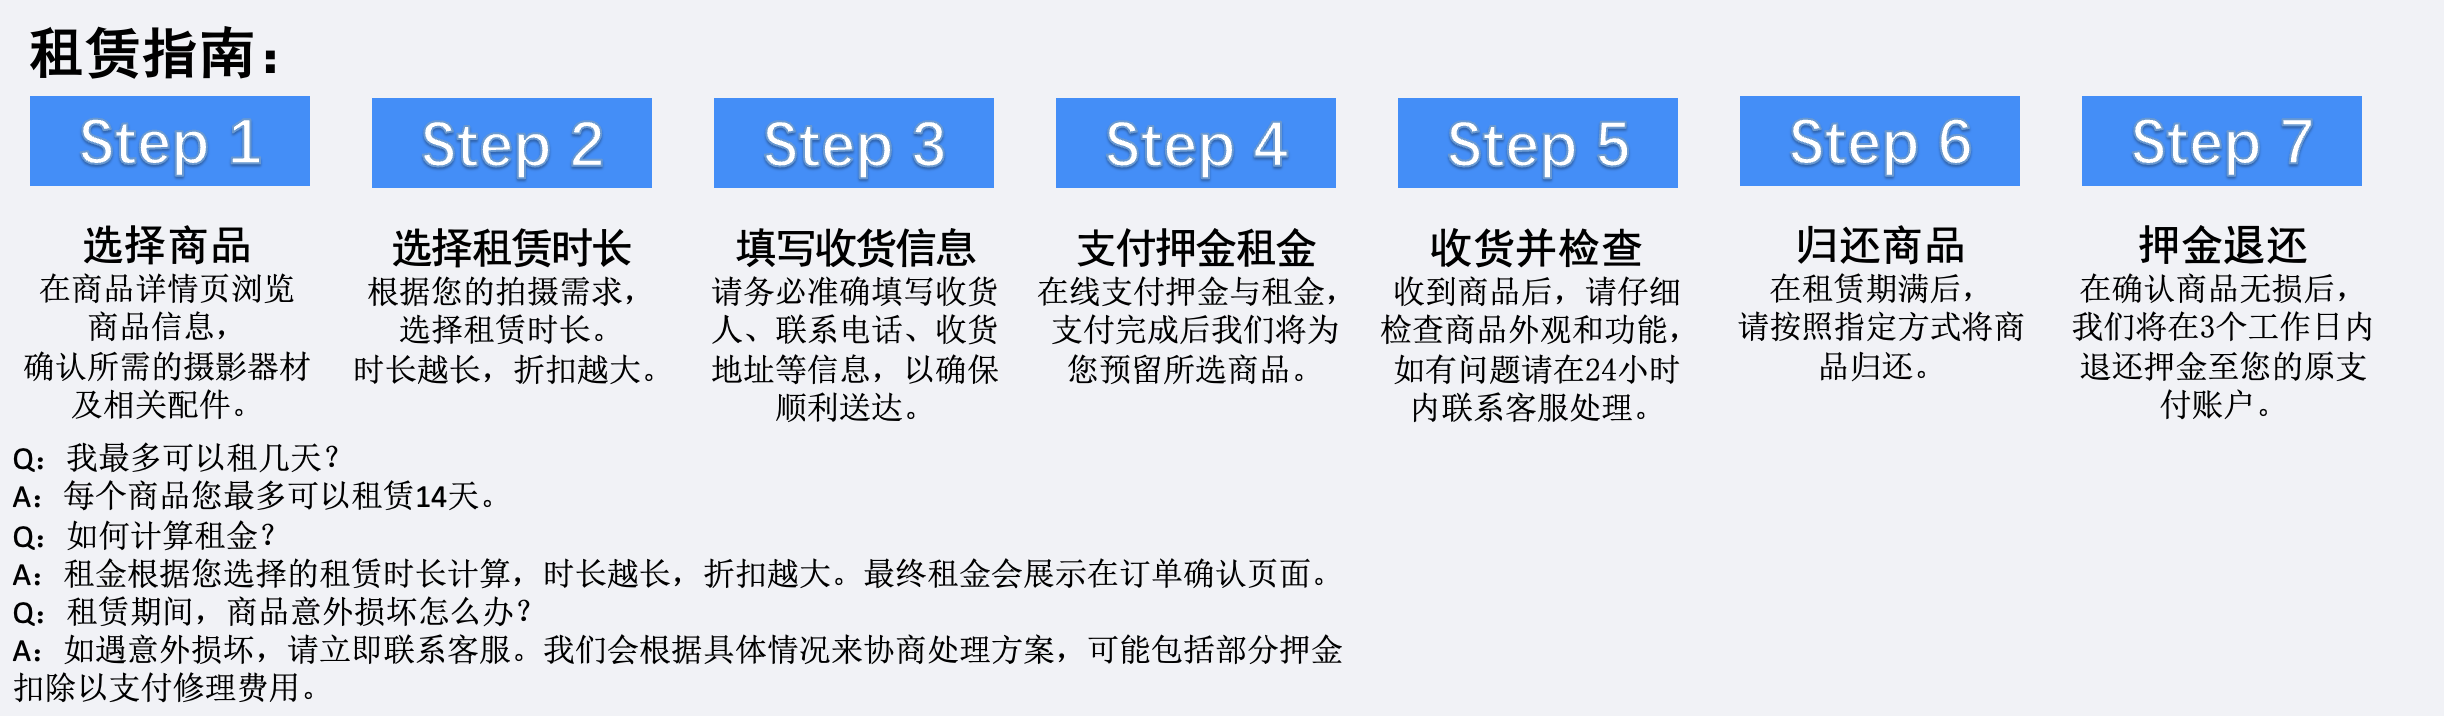 租赁指南：
Step 1
选择商品
在商品详情页浏览
商品信息，
确认所需的摄影器材
及相关配件。
Step 2
选择租赁时长
根据您的拍摄需求，
选择租赁时长。
时长越长，折扣越大。
Step 3
填写收货信息
请务必准确填写收货
人、联系电话、收货
地址等信息，以确保
顺利送达。
Step 4
支付押金租金
在线支付押金与租金，
支付完成后我们将为
您预留所选商品。
Step 5
收货并检查
收到商品后，请仔细
检查商品外观和功能，
如有问题请在24小时
内联系客服处理。
Step 6
归还商品
在租赁期满后，
请按照指定方式将商
品归还。
Step 7
押金退还
在确认商品无损后，
我们将在3个工作日内
退还押金至您的原支
付账户。
Q：我最多可以租几天？
A：每个商品您最多可以租赁14天。
Q：如何计算租金？
A：租金根据您选择的租赁时长计算，时长越长，折扣越大。最终租金会展示在订单确认页面。
Q：租赁期间，商品意外损坏怎么办？
A：如遇意外损坏，请立即联系客服。我们会根据具体情况来协商处理方案，可能包括部分押金
扣除以支付修理费用。